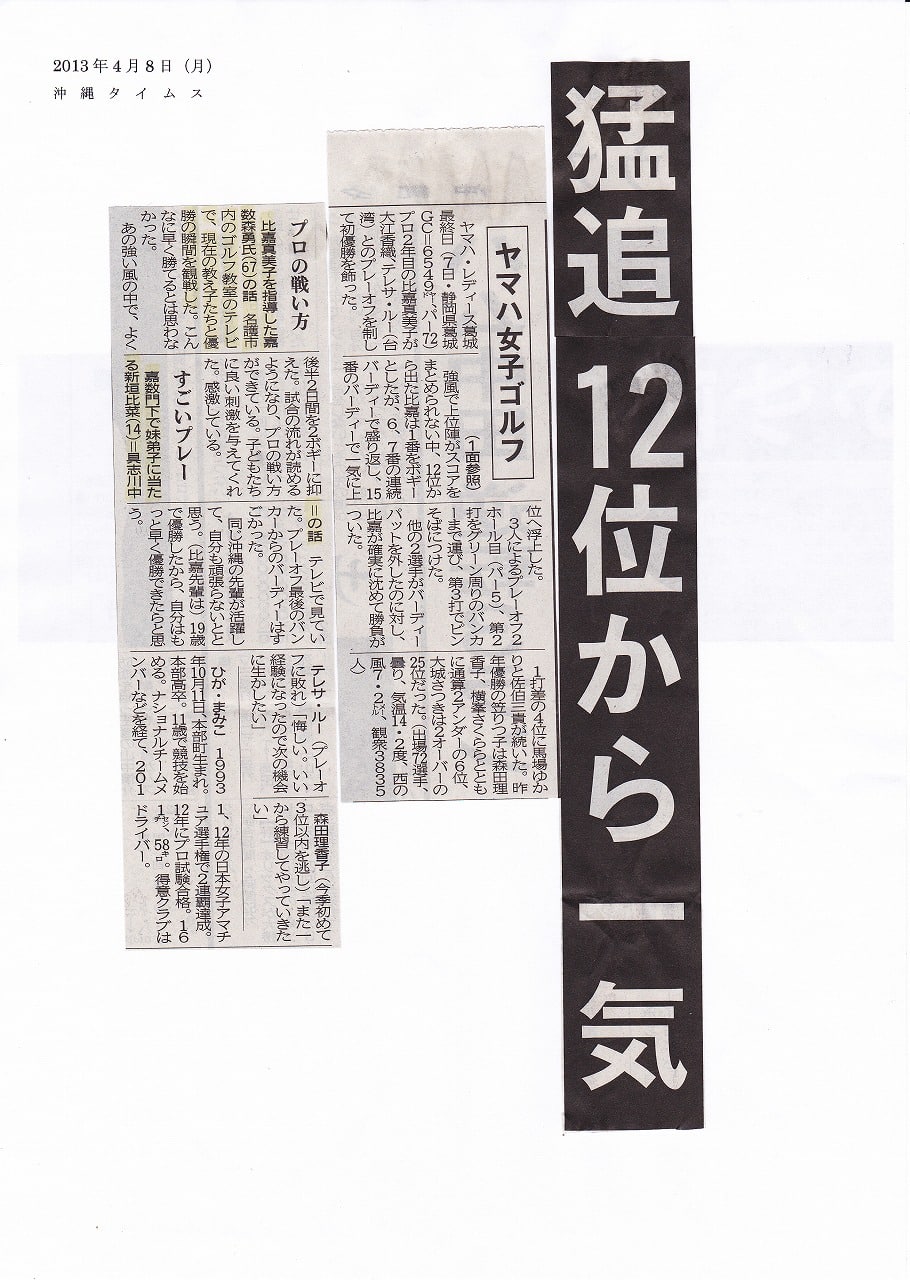 2013年4月8日（月）
沖縄タイムス
猛追12位から一気
ヤマハ女子ゴルフ
ヤマハ・レディース葛城
最終日（7日・静岡県葛城
GC＝6549㍎、パー72）
プロ2年目の比嘉真美子が
大江香織、テレサ・ルー（台
湾）とのプレーオフを制し
て初優勝を飾った。
（1面参照）
強風で上位陣がスコアを
まとめられない中、12位か
ら出た比嘉は1番をボギー
としたが、6、7番の連続
バーディーで盛り返し、15
番のバーディーで一気に上
位へ浮上した。
3人によるプレーオフ2
ホール目（パー5）、第2
打をグリーン周りのバンカ
ーまで運び、第3打でピン
そばにつけた。
他の2選手がバーディー
パットを外したのに対し、
比嘉が確実に沈めて勝負が
ついた。
1打差の4位に馬場ゆか
りと佐伯三貴が続いた。昨
年優勝の笠りつ子は森田理
香子、横峯さくららととも
に通算2アンダーの6位、
大城さつきは2オーバーの
25位だった。（出場72選手、
曇り、気温14・2度、西の
風7・2㍍、観衆3835
人）
プロの戦い方
比嘉真美子を指導した嘉
数森勇氏（67）の話　名護市
内のゴルフ教室のテレビ
で、現在の教え子たちと優
勝の瞬間を観戦した。こん
なに早く勝てるとは思わな
かった。
あの強い風の中で、よく
後半2日間を2ボギーに抑
えた。試合の流れが読める
ようになり、プロの戦い方
ができている。子どもたち
に良い刺激を与えてくれ
た。感激している。
すごいプレー
嘉数門下で妹弟子に当た
る新垣比菜（14）＝具志川中
＝の話　テレビで見てい
た。プレーオフ最後のバン
カーからのバーディーはす
ごかった。
同じ沖縄の先輩が活躍し
て、自分も頑張らないとと
思う。（比嘉先輩は）19歳
で優勝したから、自分はも
っと早く優勝できたらと思
う。
テレサ・ルー（プレーオ
フに敗れ）「悔しい。いい
経験になったので次の機会
に生かしたい」
森田理香子（今季初めて
3位以内を逃し）「また一
から練習してやっていきた
い」
ひが・まみこ　1993
年10月11日、本部町生まれ。
本部高卒。11歳で競技を始
める。ナショナルチームメ
ンバーなどを経て、201
1、12年の日本女子アマチ
ュア選手権で2連覇達成。
12年にプロ試験合格。16
1㌢、58㌔。得意クラブは
ドライバー。